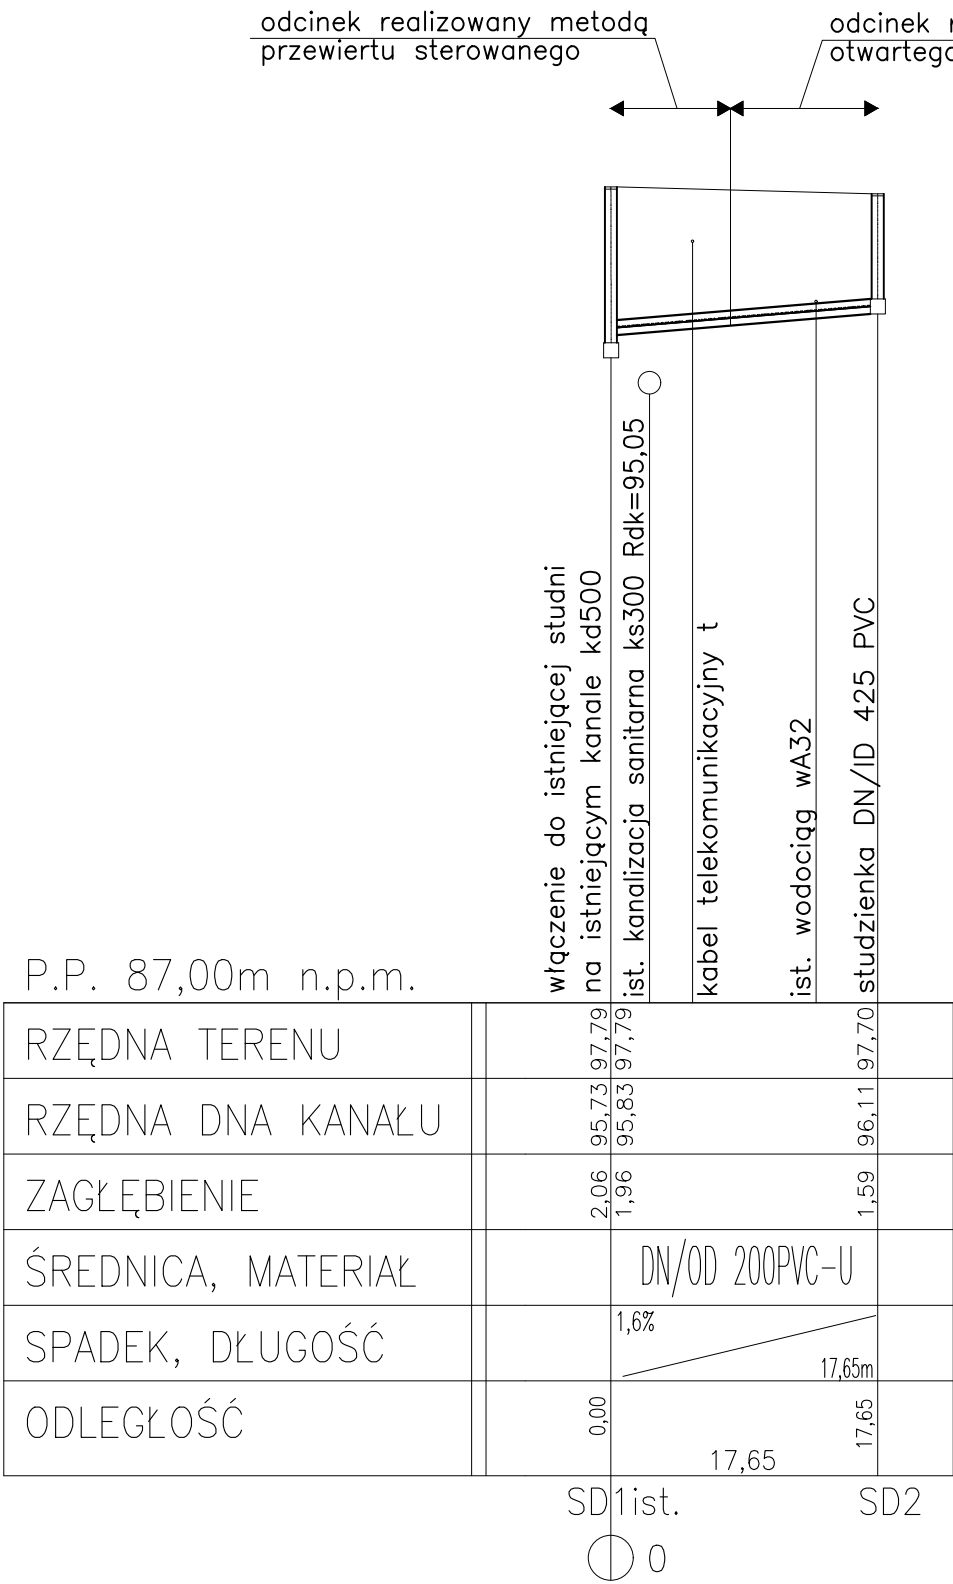 odcinek realizowany metodą
przewiertu sterowanego
odcinek
włączenie do istniejącej studni
na istniejącym kanale kd500
ist. kanalizacja sanitarna ks300 Rdk=95,05
kabel telekomunikacyjny t
ist. wodociąg wA32
studzienka DN/ID 425 PVC
P.P. 87,00m n.p.m.
RZĘDNA TERENU 97,79 97,79 97,70
RZĘDNA DNA KANAŁU 95,73 95,83 96,11
ZAGŁĘBIENIE 2,06 1,96 1,59
ŚREDNICA, MATERIAŁ DN/OD 200PVC-U
SPADEK, DŁUGOŚĆ 1,6% 17,65m
ODLEGŁOŚĆ 0,00 17,65 17,65
SD1ist. SD2
0